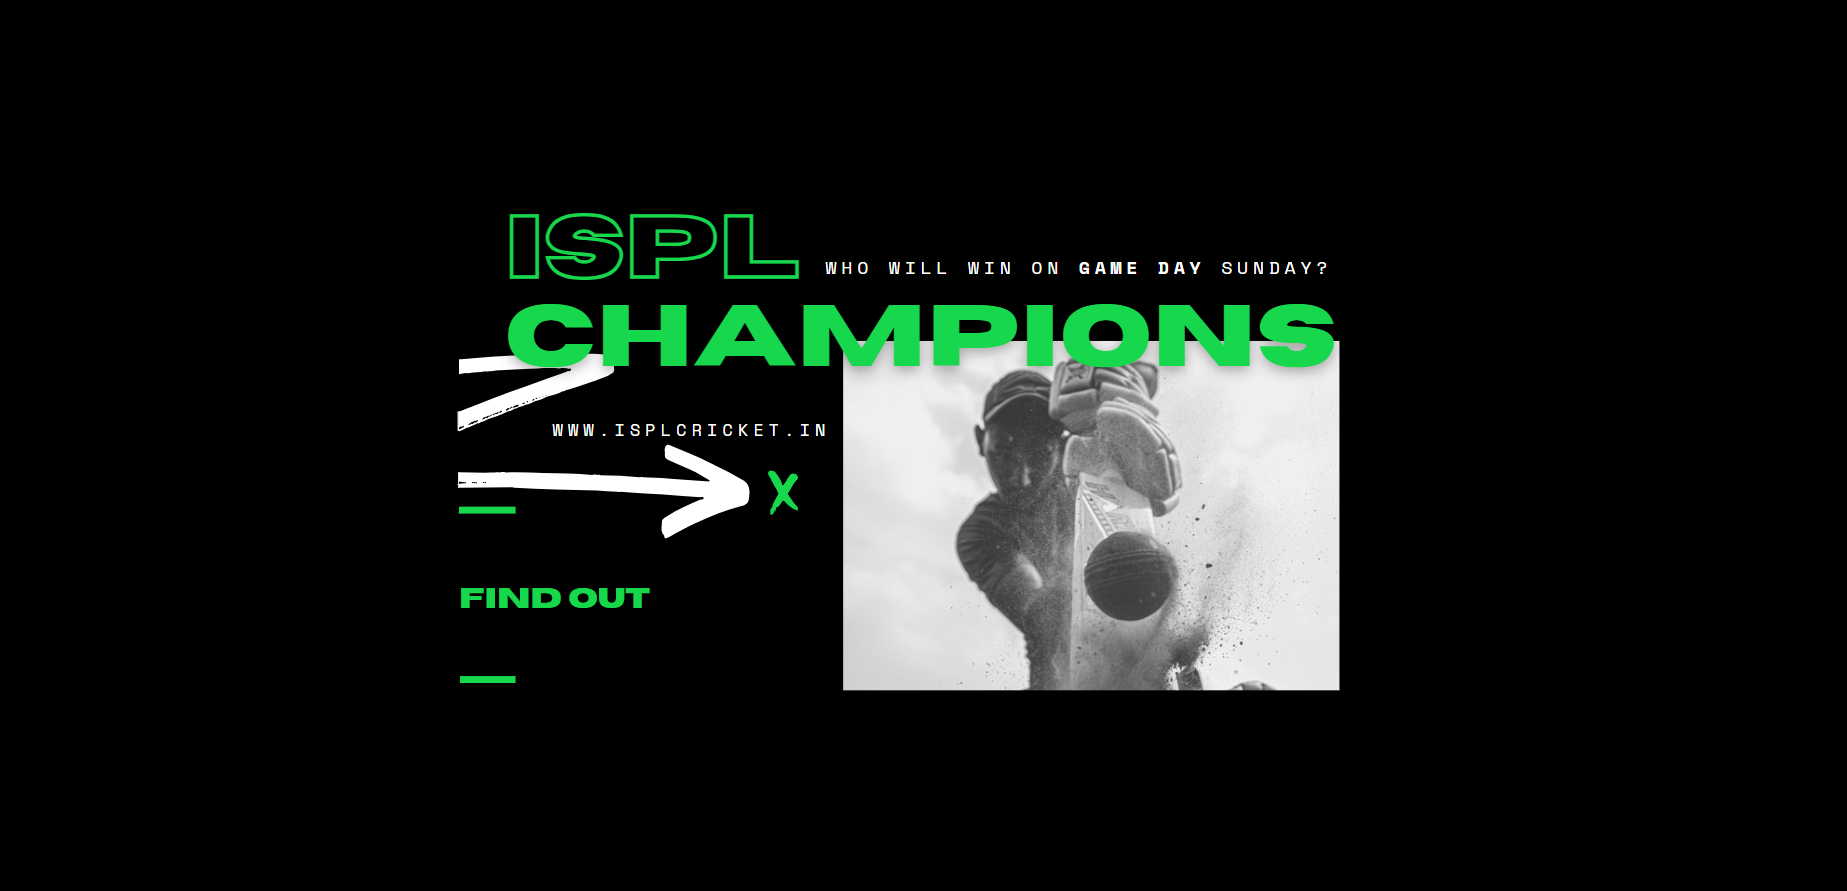 ISPL
WHO WILL WIN ON GAME DAY SUNDAY?
CHAMPIONS
WWW.ISPLCRICKET.IN
X
FIND OUT